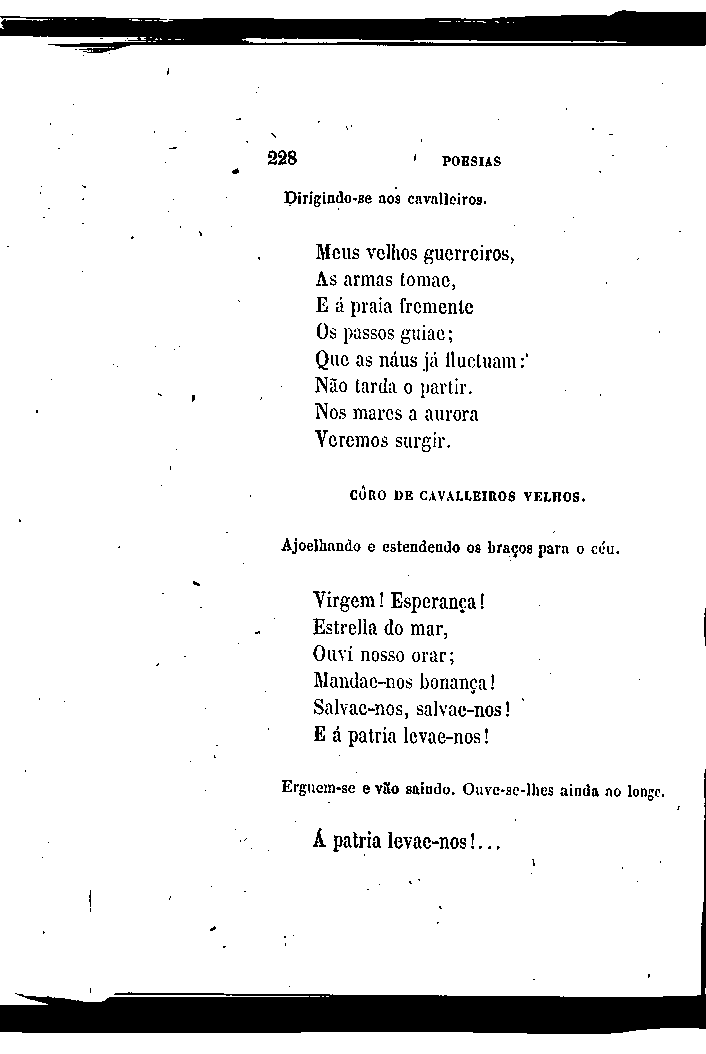 228 POESIAS
Dirigindo-se aos cavalleiros.
Meus velhos guerreiros,
As armas tomae,
E á praia fremente
Os passos guiae;
Que as náus já fluctuam:
Não tarda o partir.
Nos mares a aurora
Veremos surgir.
CÔRO DE CAVALLEIROS VELHOS.
Ajoelhando e estendendo os braços para o céu.
Virgem! Esperança!
Estrella do mar,
Ouví nosso orar;
Mandae-nos bonança!
Salvae-nos, salvae-nos!
E á patria levae-nos!
Erguem-se e vão saindo. Ouve-se-lhes ainda ao longe.
Á patria levae-nos!...